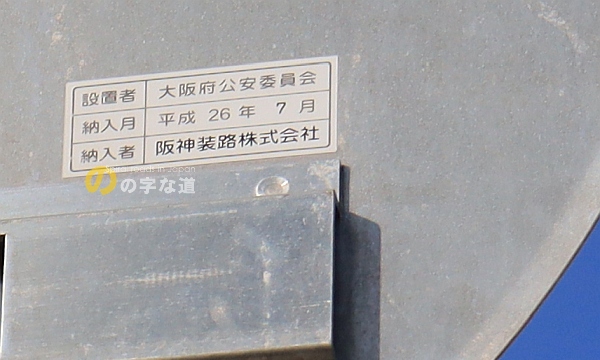 設置者 大阪府公安委員会
納入月 平成 26 年 7 月
納入者 阪神装路株式会社
の の字な道